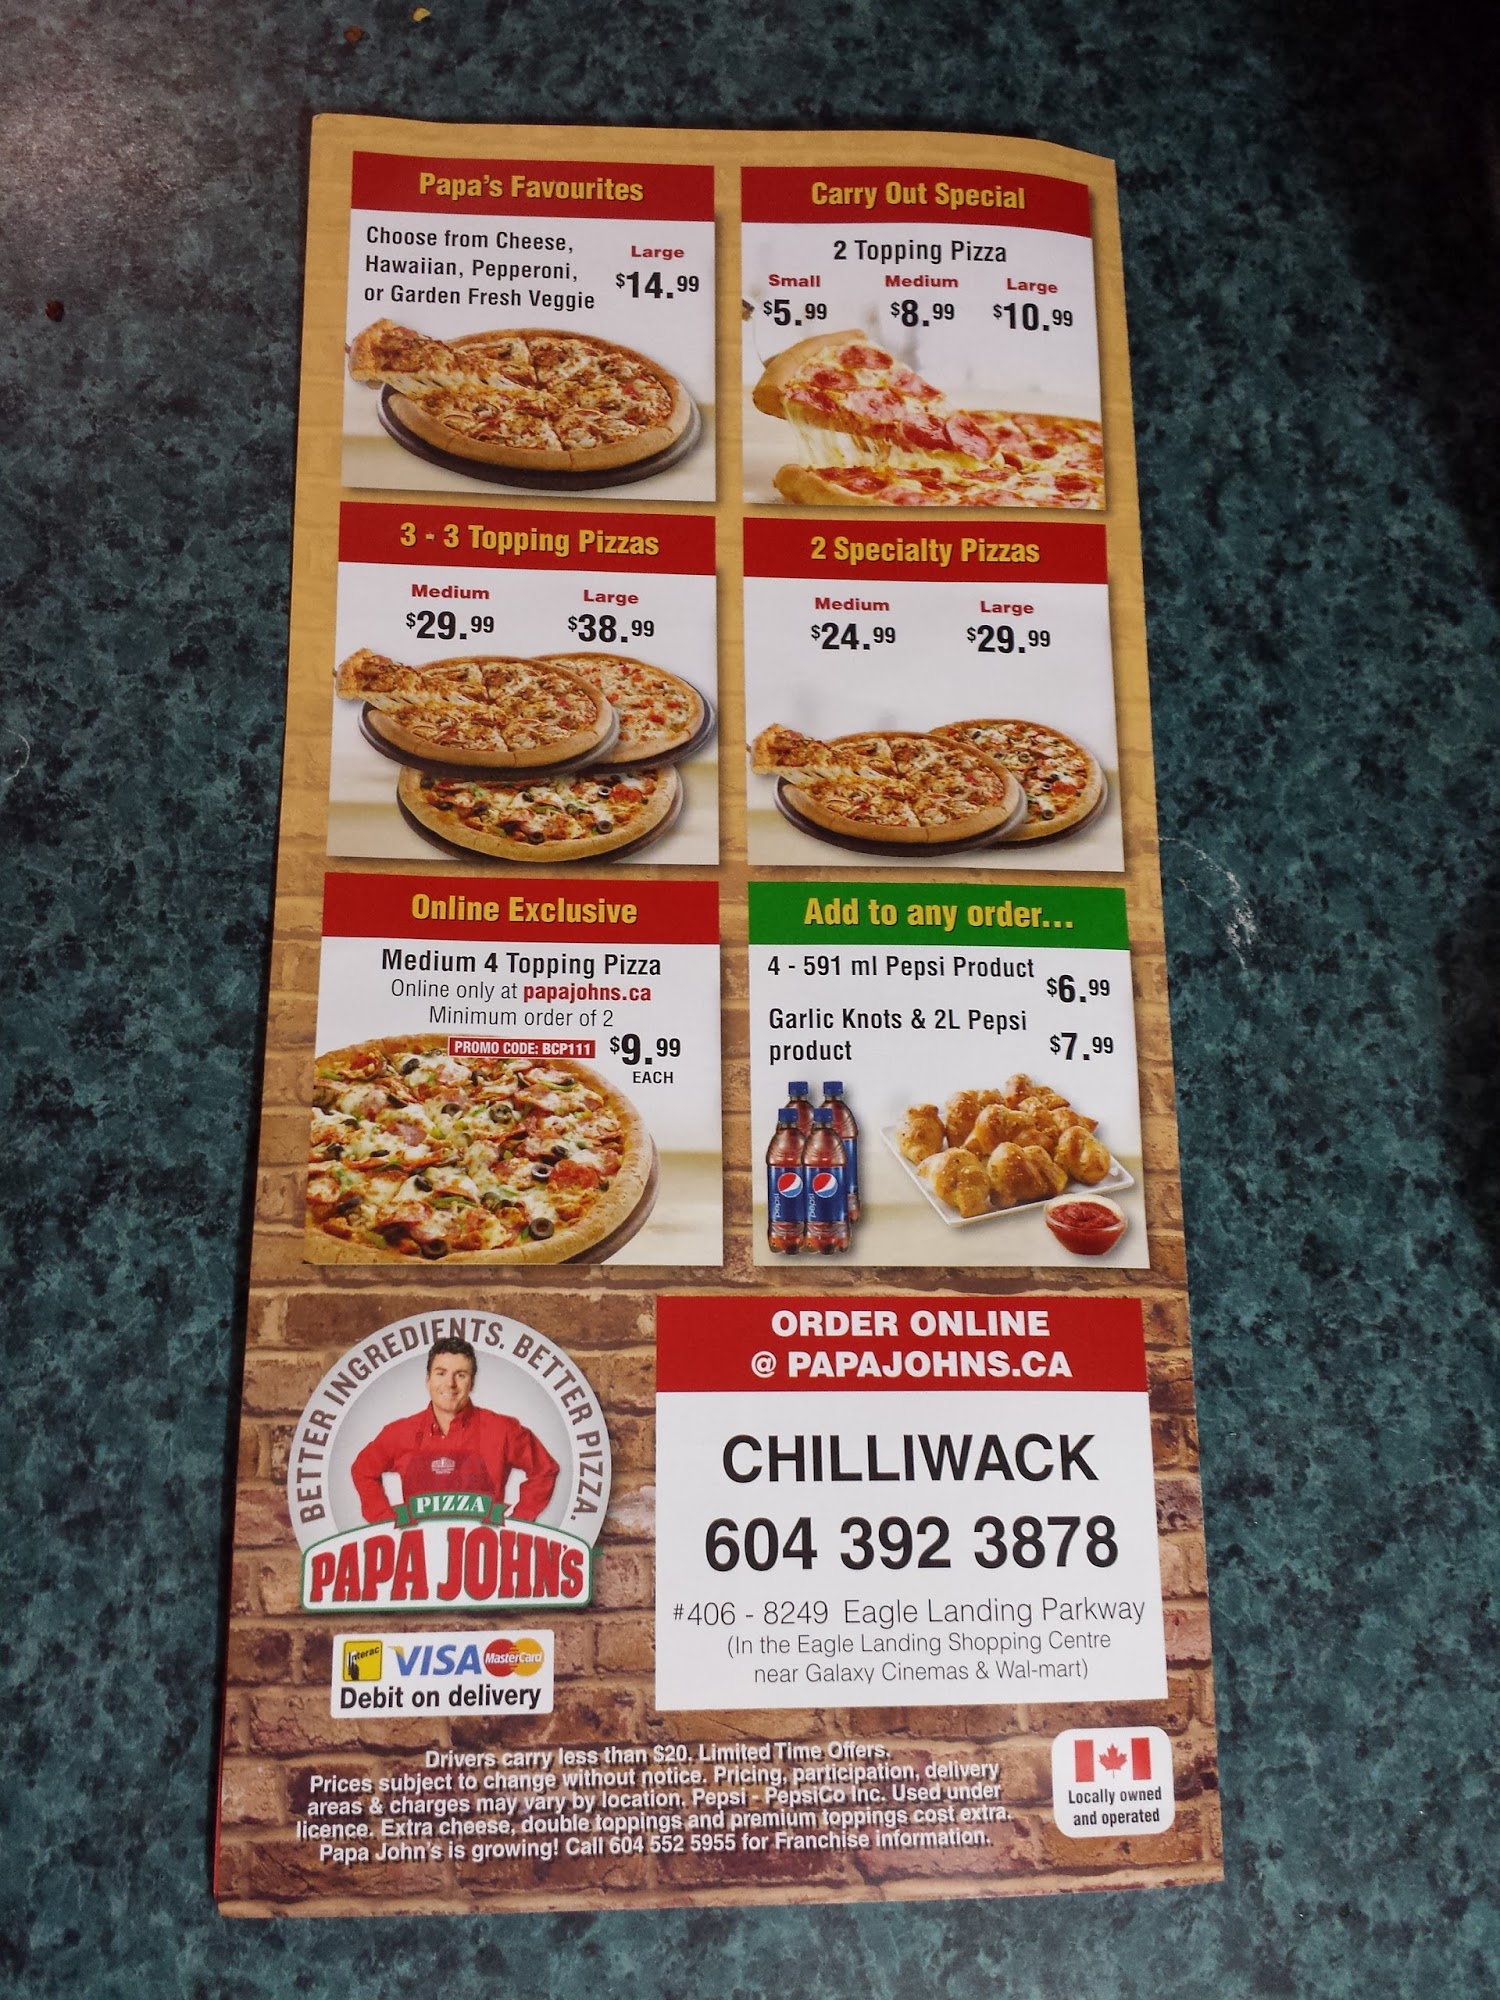 Papa's Favourites
Choose from Cheese,
Hawaiian, Pepperoni,
or Garden Fresh Veggie
Large
$14.99
Carry Out Special
2 Topping Pizza
Small Medium Large
$5.99 $8.99 $10.99
3 - 3 Topping Pizzas
Medium Large
$29.99 $38.99
2 Specialty Pizzas
Medium Large
$24.99 $29.99
Online Exclusive
Medium 4 Topping Pizza
Online only at papajohns.ca
Minimum order of 2
PROMO CODE: BCP111 $9.99
EACH
Add to any order...
4 - 591 ml Pepsi Product $6.99
Garlic Knots & 2L Pepsi
product $7.99
pepsi pepsi
BETTER INGREDIENTS. BETTER PIZZA.
PIZZA
PAPA JOHN'S
Interac VISA MasterCard
Debit on delivery
ORDER ONLINE
@ PAPAJOHNS.CA
CHILLIWACK
604 392 3878
#406 - 8249 Eagle Landing Parkway
(In the Eagle Landing Shopping Centre
near Galaxy Cinemas & Wal-mart)
Drivers carry less than $20. Limited Time Offers.
Prices subject to change without notice. Pricing, participation, delivery
areas & charges may vary by location. Pepsi - PepsiCo Inc. Used under
licence. Extra cheese, double toppings and premium toppings cost extra.
Papa John's is growing! Call 604 552 5955 for Franchise information.
Locally owned
and operated